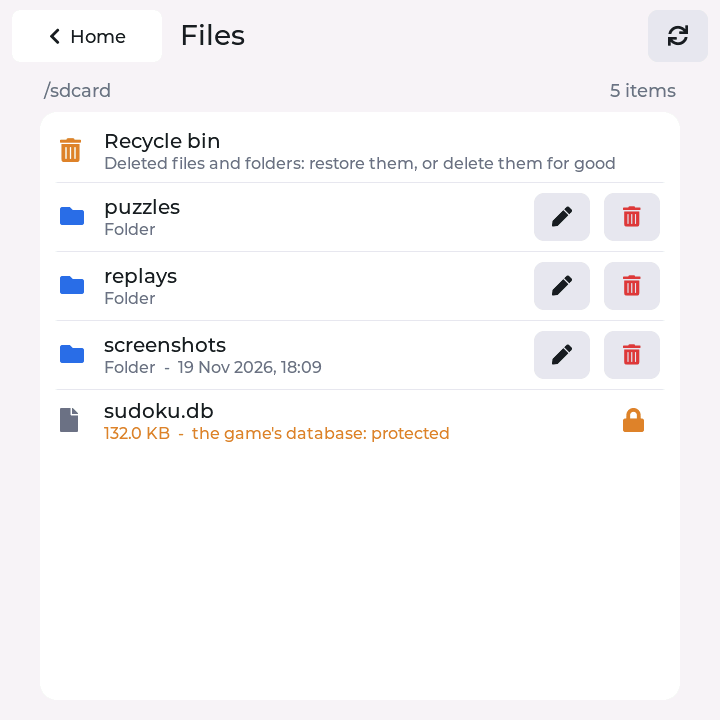 Home
Files
/sdcard
5 items
Recycle bin
Deleted files and folders: restore them, or delete them for good
puzzles
Folder
replays
Folder
screenshots
Folder - 19 Nov 2026, 18:09
sudoku.db
132.0 KB - the game's database: protected